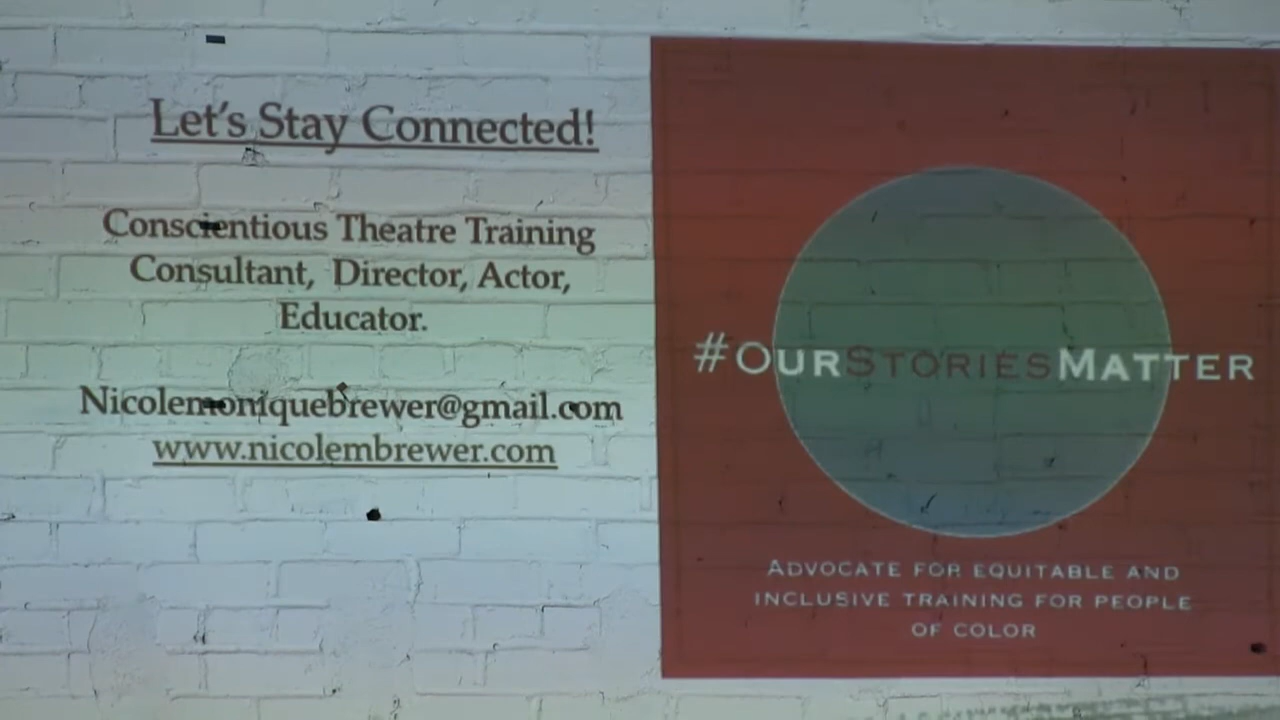 Let's Stay Connected!
Conscientious Theatre Training
Consultant, Director, Actor,
Educator.
Nicolemoniquebrewer@gmail.com
www.nicolembrewer.com
#OURSTORIESMATTER
ADVOCATE FOR EQUITABLE AND
INCLUSIVE TRAINING FOR PEOPLE
OF COLOR